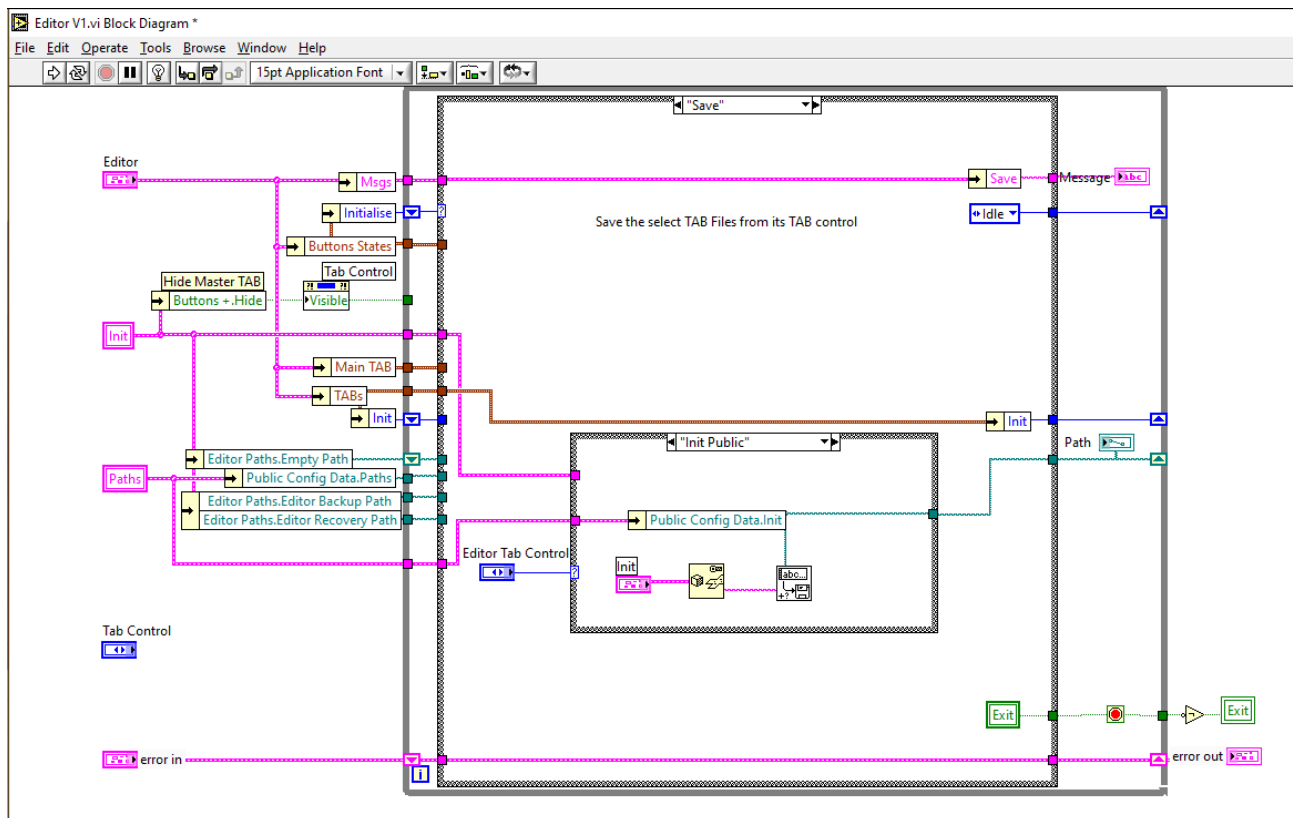 Editor V1.vi Block Diagram *
File Edit Operate Tools Browse Window Help
15pt Application Font
"Save"
Editor
Msgs
Save
Message
abc
Initialise
Idle
Save the select TAB Files from its TAB control
Buttons States
Tab Control
Hide Master TAB
Buttons +.Hide
Visible
Init
Main TAB
TABs
Init
Init
"Init Public"
Path
Editor Paths.Empty Path
Paths
Public Config Data.Paths
Editor Paths.Editor Backup Path
Editor Paths.Editor Recovery Path
Public Config Data.Init
Editor Tab Control
Init
abc...
+?
Tab Control
Exit
Exit
error in
error out
i